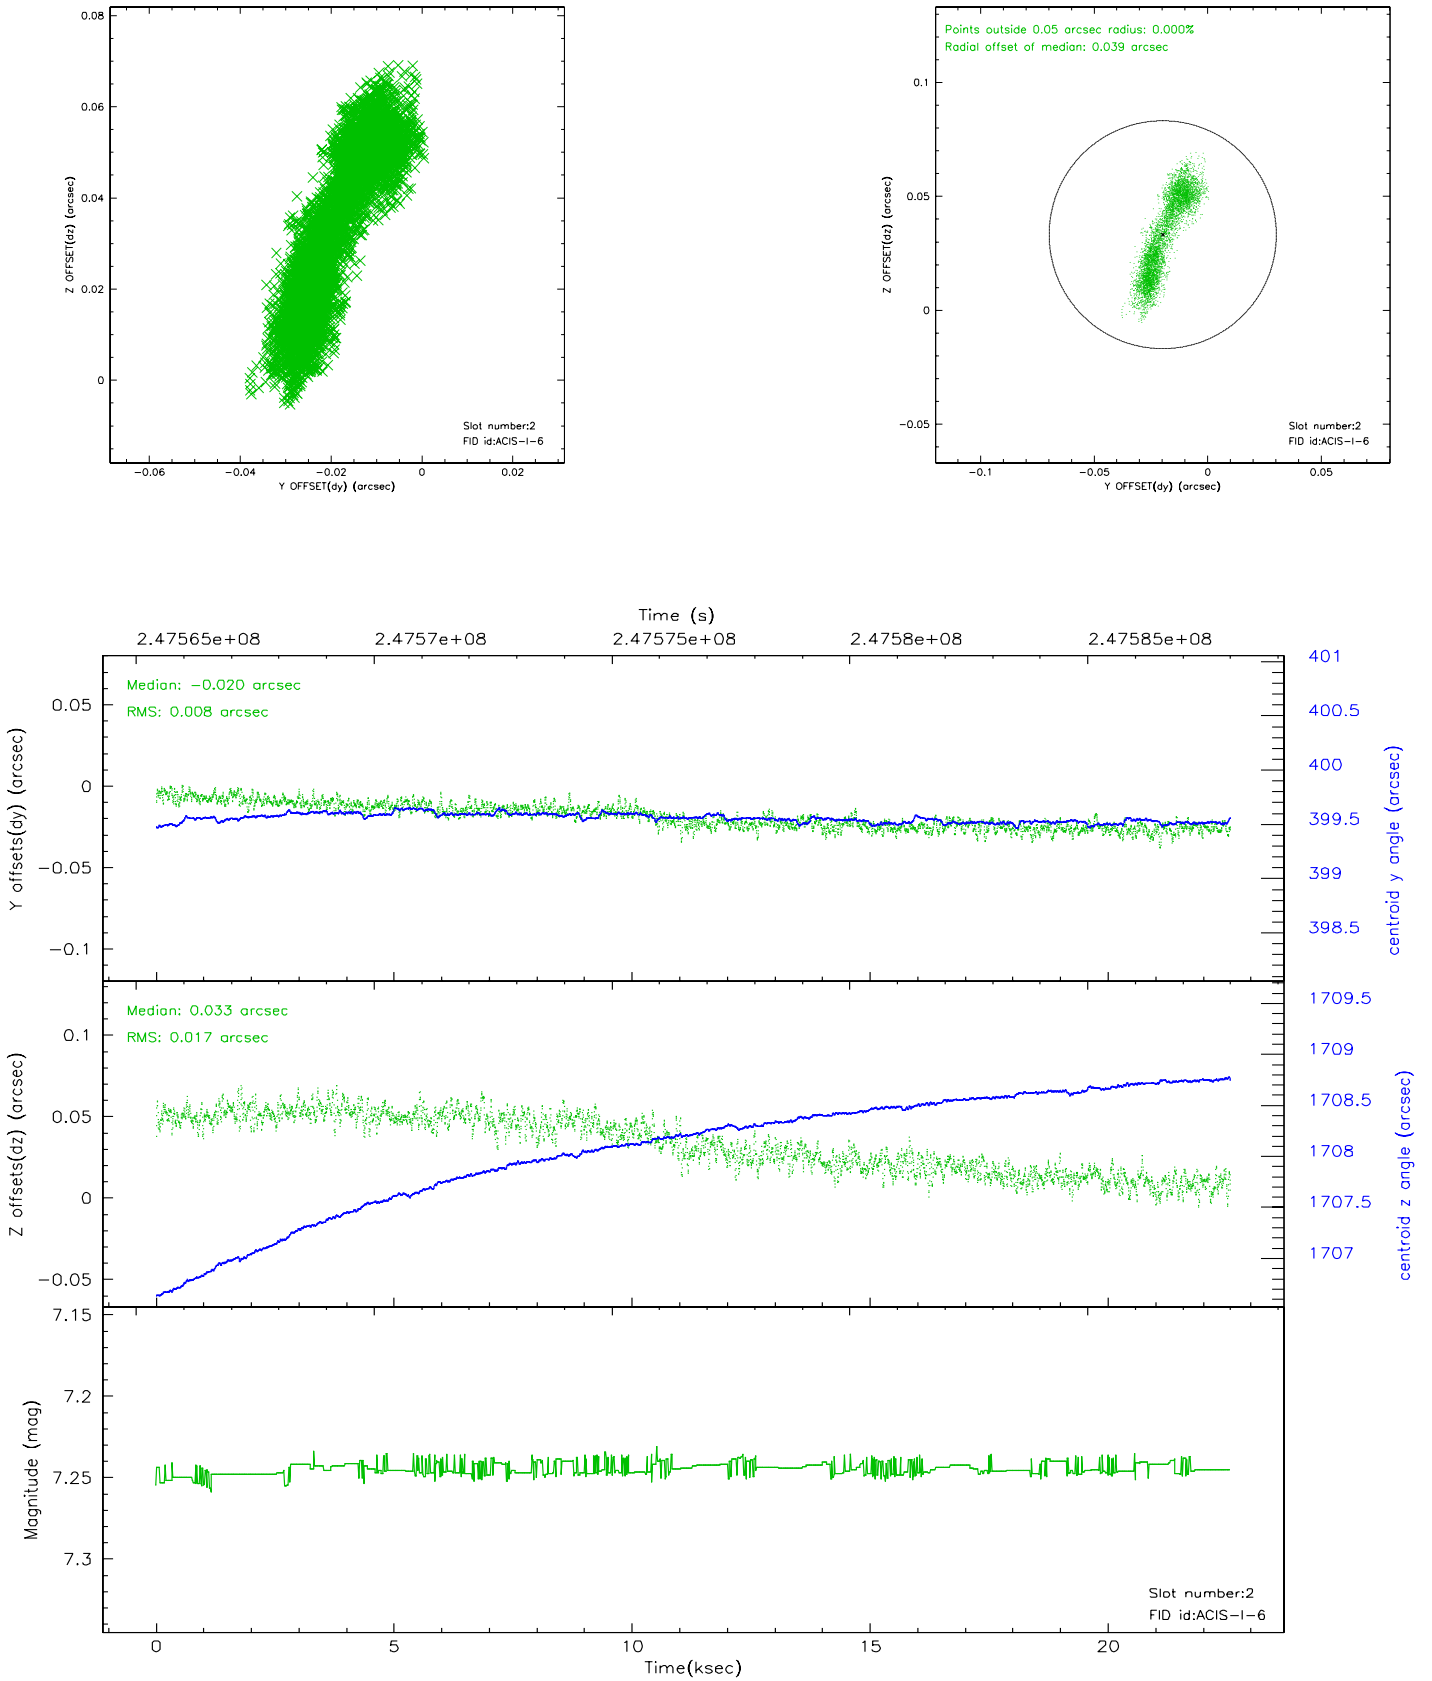 0.08
0.06
0.04
0.02
0
Z OFFSET(dz) (arcsec)
Slot number:2
FID id:ACIS-I-6
-0.06
-0.04
-0.02
0
0.02
Y OFFSET(dy) (arcsec)
Points outside 0.05 arcsec radius: 0.000%
Radial offset of median: 0.039 arcsec
0.1
0.05
0
-0.05
Z OFFSET(dz) (arcsec)
Slot number:2
FID id:ACIS-I-6
-0.1
-0.05
0
0.05
Y OFFSET(dy) (arcsec)
Time (s)
2.47565e+08
2.4757e+08
2.47575e+08
2.4758e+08
2.47585e+08
Median: -0.020 arcsec
RMS: 0.008 arcsec
0.05
0
-0.05
-0.1
Y offsets(dy) (arcsec)
401
400.5
400
399.5
399
398.5
centroid y angle (arcsec)
Median: 0.033 arcsec
RMS: 0.017 arcsec
0.1
0.05
0
-0.05
Z offsets(dz) (arcsec)
1709.5
1709
1708.5
1708
1707.5
1707
centroid z angle (arcsec)
7.15
7.2
7.25
7.3
Magnitude (mag)
Slot number:2
FID id:ACIS-I-6
0
5
10
15
20
Time(ksec)